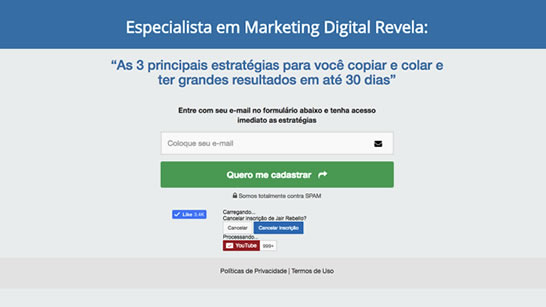 Especialista em Marketing Digital Revela:
“As 3 principais estratégias para você copiar e colar e
ter grandes resultados em até 30 dias”
Entre com seu e-mail no formulário abaixo e tenha acesso
imediato as estratégias
Coloque seu e-mail
Quero me cadastrar
Somos totalmente contra SPAM
Like 3.4K
Carregando...
Cancelar inscrição de Jair Rebello?
Cancelar Cancelar inscrição
Processando...
YouTube 999+
Políticas de Privacidade | Termos de Uso